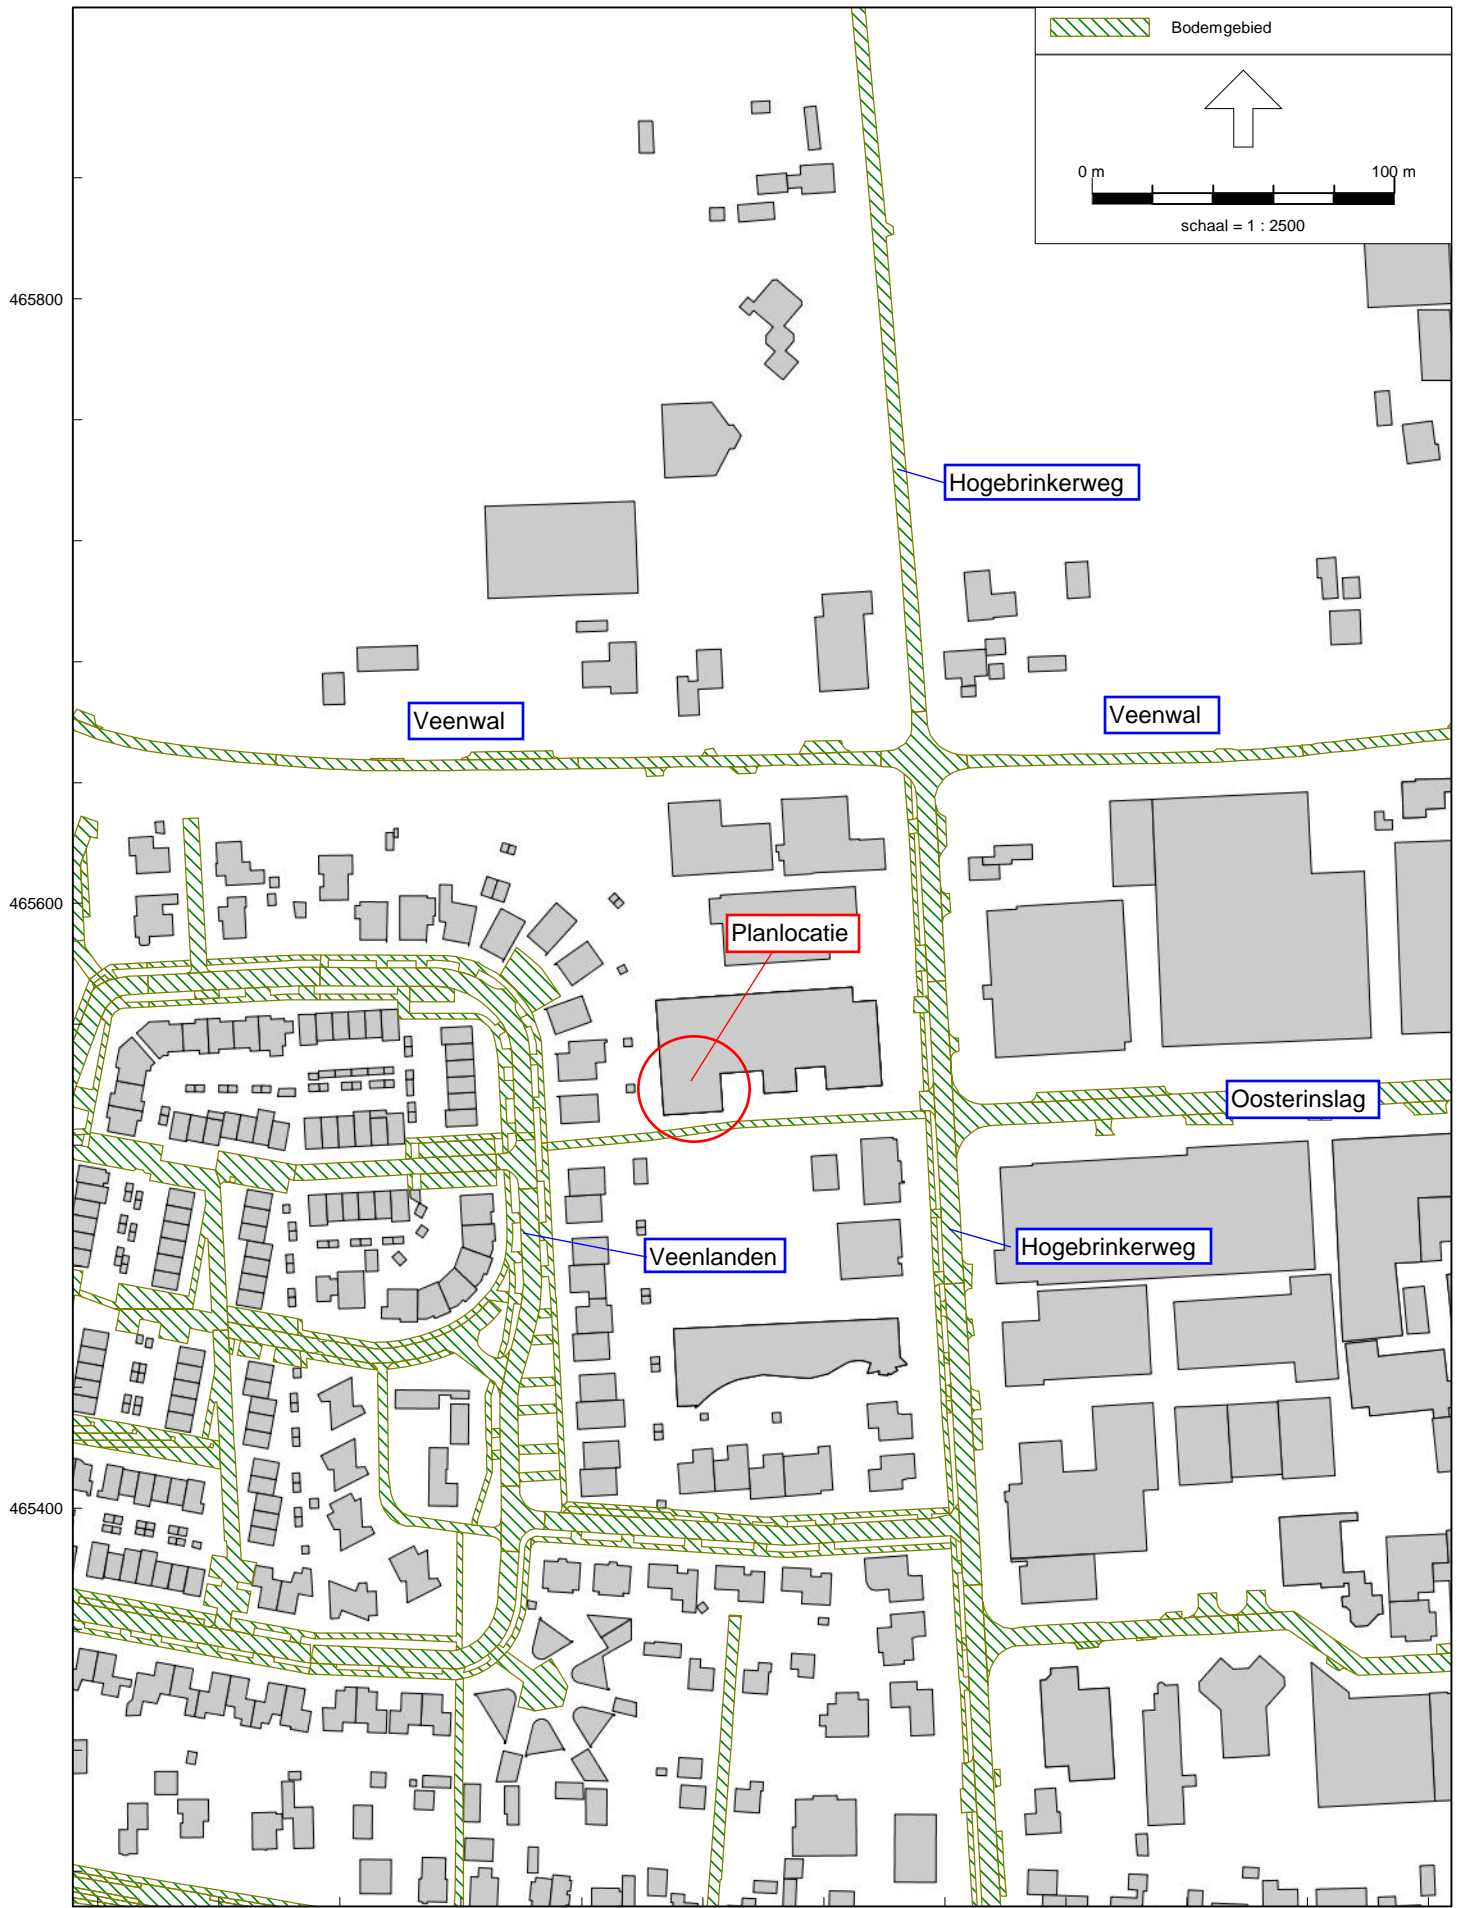 Bodemgebied
0 m
100 m
schaal = 1 : 2500
465800
Hogebrinkerweg
Veenwal
Veenwal
465600
Planlocatie
Oosterinslag
Hogebrinkerweg
Veenlanden
465400